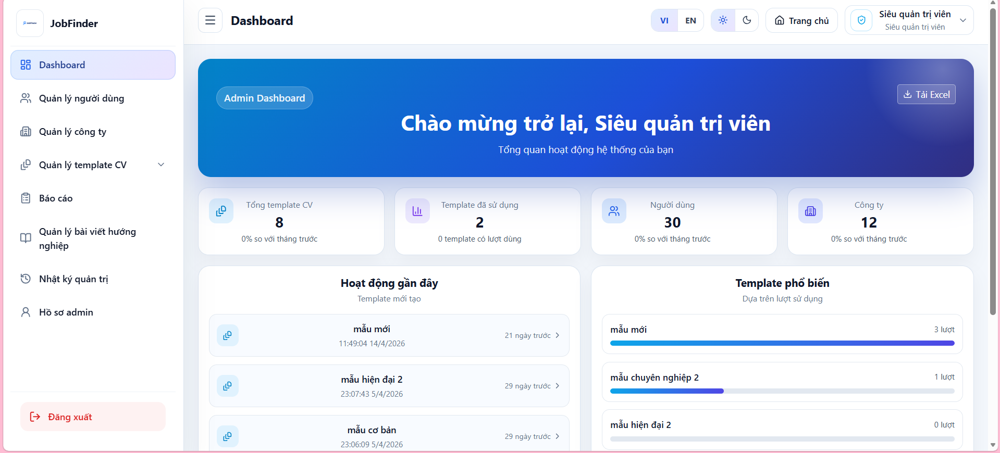 JobFinder
JobFinder
Dashboard
Quản lý người dùng
Quản lý công ty
Quản lý template CV
Báo cáo
Quản lý bài viết hướng
nghiệp
Nhật ký quản trị
Hồ sơ admin
Đăng xuất
Dashboard
VI
EN
Trang chủ
Siêu quản trị viên
Siêu quản trị viên
Admin Dashboard
Tải Excel
Chào mừng trở lại, Siêu quản trị viên
Tổng quan hoạt động hệ thống của bạn
Tổng template CV
8
0% so với tháng trước
Template đã sử dụng
2
0 template có lượt dùng
Người dùng
30
0% so với tháng trước
Công ty
12
0% so với tháng trước
Hoạt động gần đây
Template mới tạo
mẫu mới
11:49:04 14/4/2026
21 ngày trước
mẫu hiện đại 2
23:07:43 5/4/2026
29 ngày trước
mẫu cơ bản
23:06:09 5/4/2026
29 ngày trước
Template phổ biến
Dựa trên lượt sử dụng
mẫu mới
3 lượt
mẫu chuyên nghiệp 2
1 lượt
mẫu hiện đại 2
0 lượt